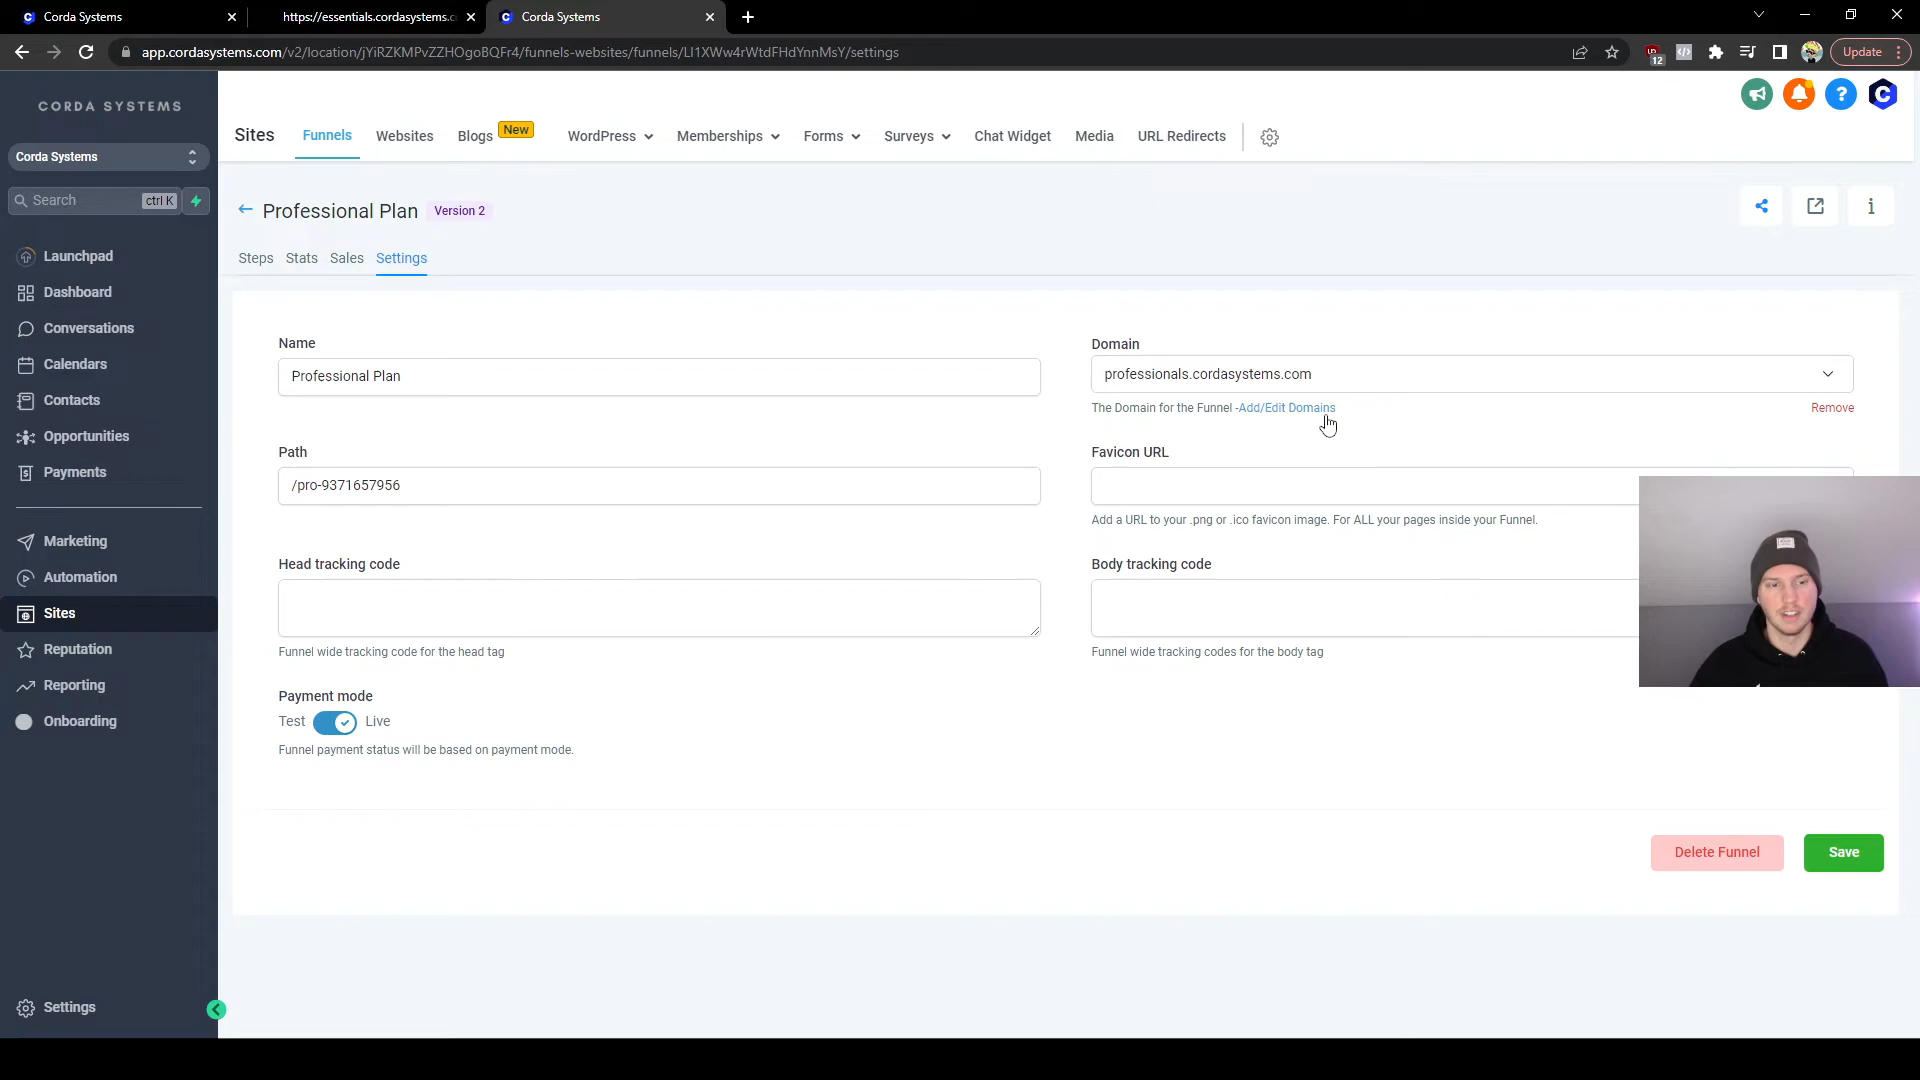 Corda Systems
https://essentials.cordasystems.c
Corda Systems
app.cordasystems.com/v2/location/jYiRZKMPvZZHOgoBQFr4/funnels-websites/funnels/LI1XWw4rWtdFHdYnnMsY/settings
12
Update
CORDA SYSTEMS
Corda Systems
Search
ctrl K
Launchpad
Dashboard
Conversations
Calendars
Contacts
Opportunities
Payments
Marketing
Automation
Sites
Reputation
Reporting
Onboarding
Settings
Sites
Funnels
Websites
Blogs
New
WordPress
Memberships
Forms
Surveys
Chat Widget
Media
URL Redirects
Professional Plan
Version 2
Steps
Stats
Sales
Settings
Name
Professional Plan
Domain
professionals.cordasystems.com
The Domain for the Funnel -Add/Edit Domains
Remove
Path
/pro-9371657956
Favicon URL
Add a URL to your .png or .ico favicon image. For ALL your pages inside your Funnel.
Head tracking code
Funnel wide tracking code for the head tag
Body tracking code
Funnel wide tracking codes for the body tag
Payment mode
Test
Live
Funnel payment status will be based on payment mode.
Delete Funnel
Save